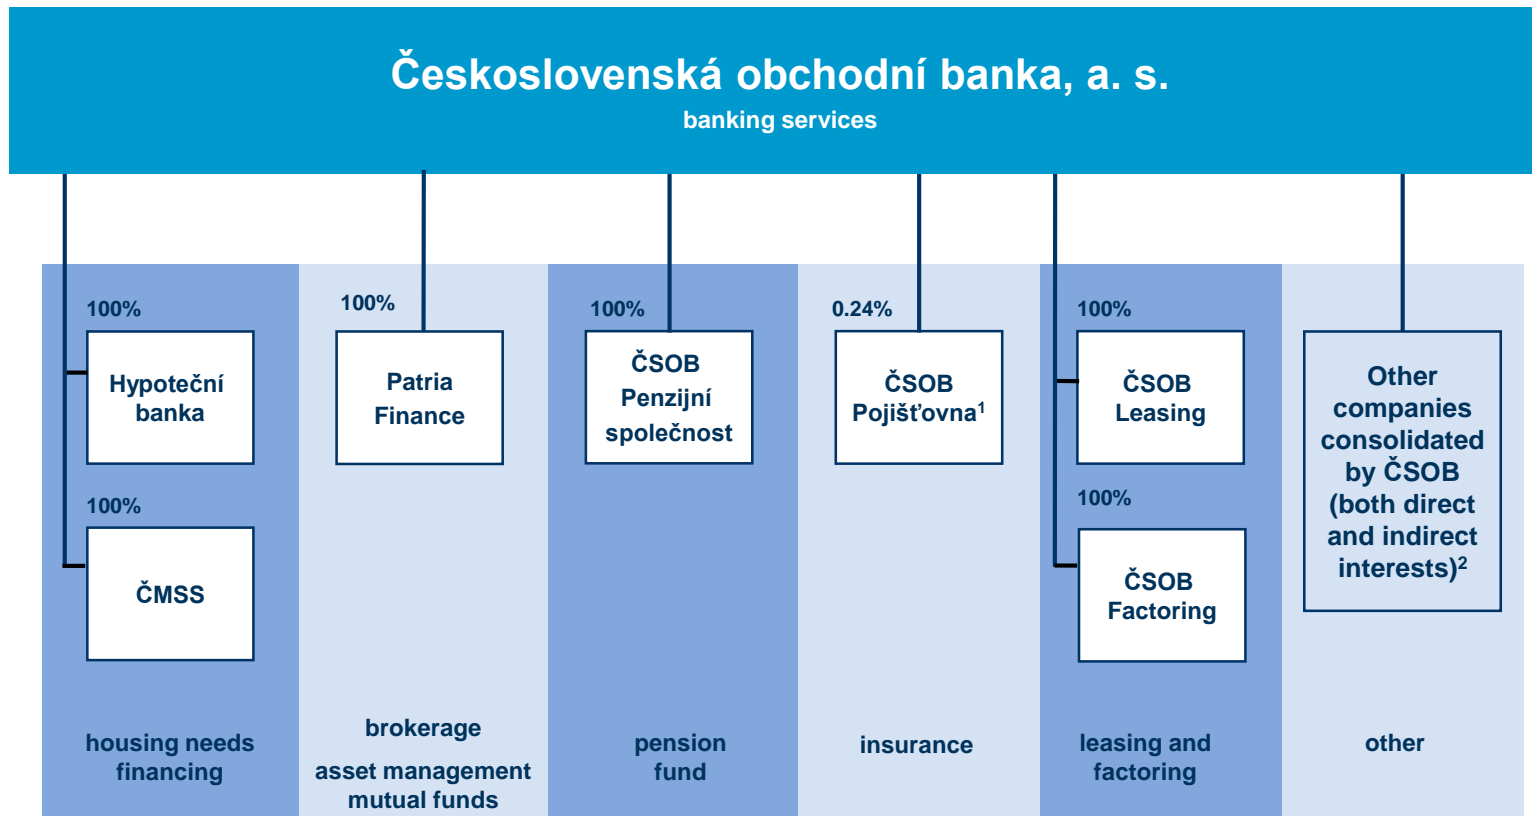 Československá obchodní banka, a. s.
banking services
100%
Hypoteční
banka
100%
ČMSS
housing needs
financing
100%
Patria
Finance
brokerage
asset management
mutual funds
100%
ČSOB
Penzijní
společnost
pension
fund
0.24%
ČSOB
Pojišťovna¹
insurance
100%
ČSOB
Leasing
100%
ČSOB
Factoring
leasing and
factoring
Other
companies
consolidated
by ČSOB
(both direct
and indirect
interests)²
other